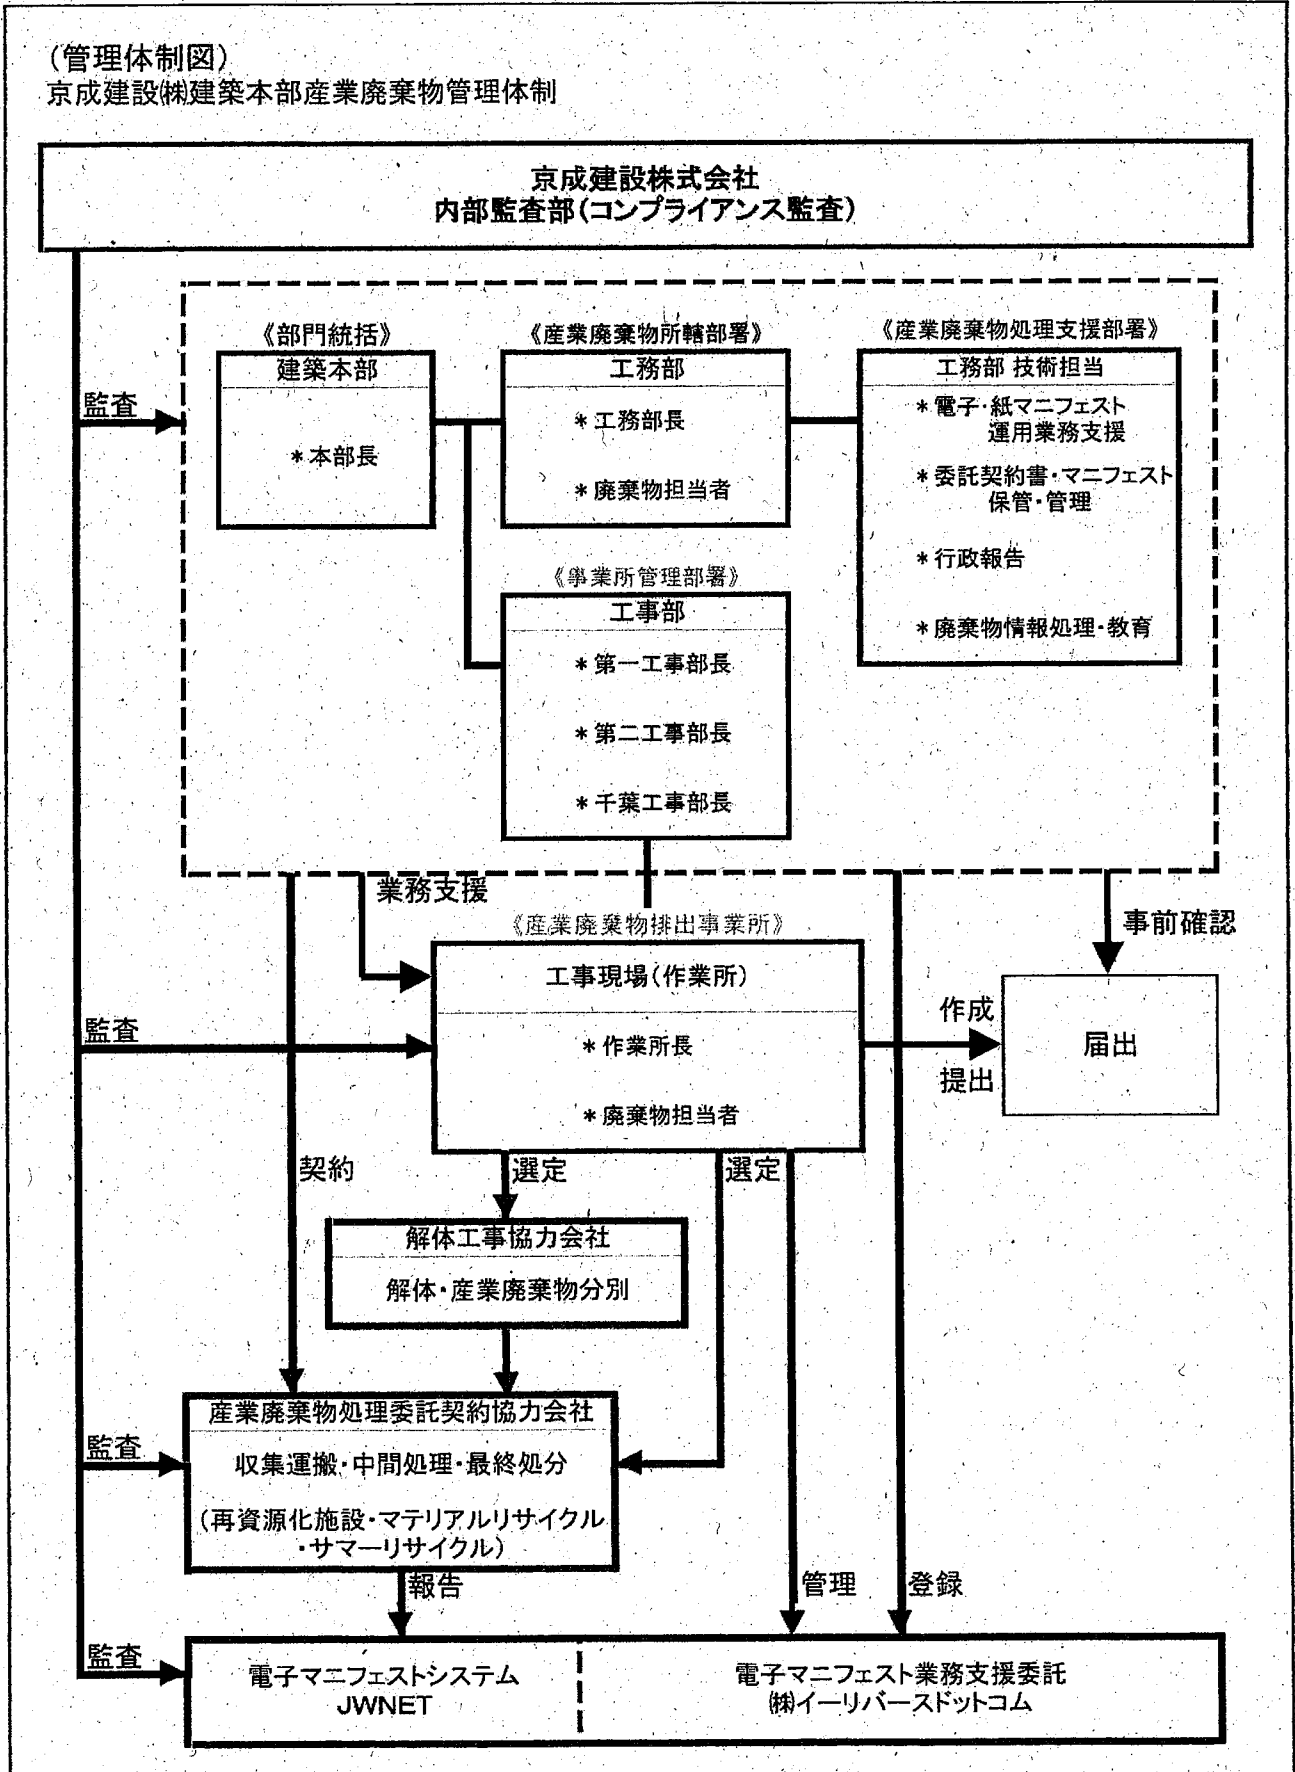 (管理体制図)
京成建設㈱建築本部産業廃棄物管理体制
京成建設株式会社
内部監査部(コンプライアンス監査)
監査
《部門統括》
建築本部
*本部長
《産業廃棄物所轄部署》
工務部
*工務部長
*廃棄物担当者
《産業廃棄物処理支援部署》
工務部 技術担当
*電子・紙マニフェスト
運用業務支援
*委託契約書・マニフェスト
保管・管理
*行政報告
*廃棄物情報処理・教育
《事業所管理部署》
工事部
*第一工事部長
*第二工事部長
*千葉工事部長
業務支援
《産業廃棄物排出事業所》
工事現場(作業所)
*作業所長
*廃棄物担当者
監査
事前確認
作成
提出
届出
契約
選定
選定
解体工事協力会社
解体・産業廃棄物分別
監査
産業廃棄物処理委託契約協力会社
収集運搬・中間処理・最終処分
(再資源化施設・マテリアルリサイクル
・サマーリサイクル)
報告
管理
登録
監査
電子マニフェストシステム
JWNET
電子マニフェスト業務支援委託
㈱イーリバースドットコム